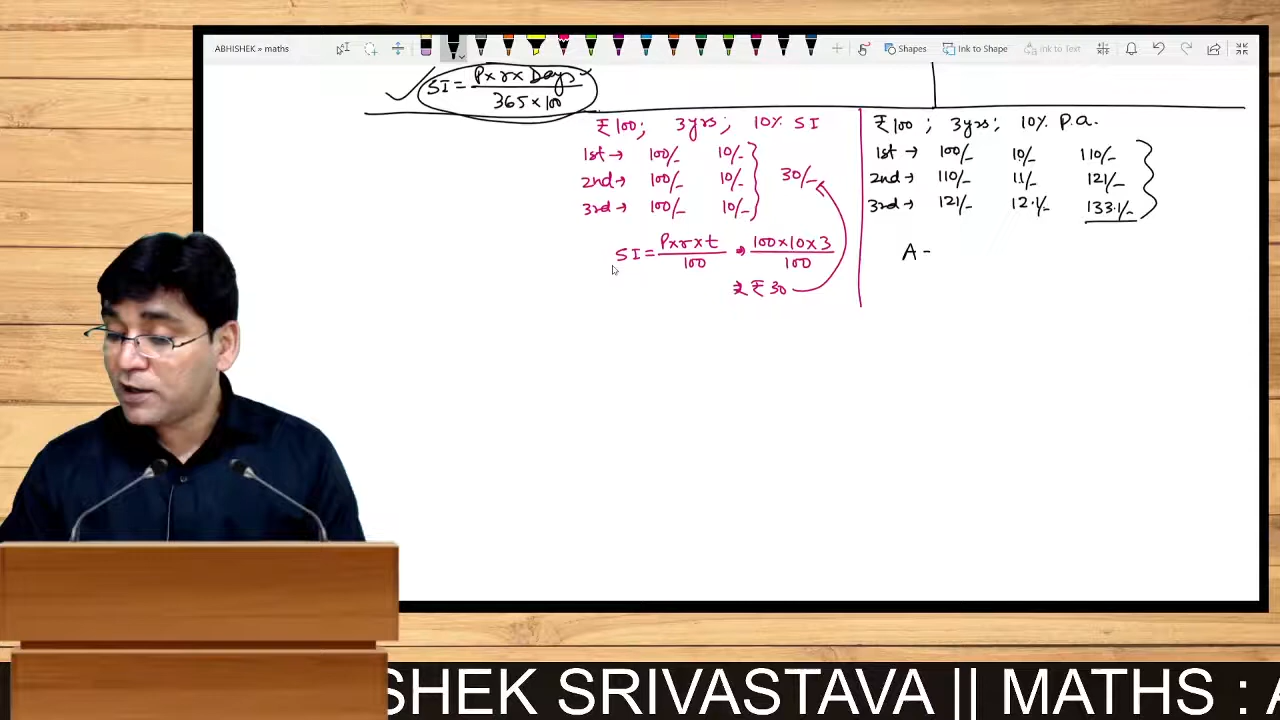 ABHISHEK » maths
Shapes
Ink to Shape
Ink to Text
SI = P×r×Days / 365×100
₹100; 3yrs; 10% SI
1st → 100/- 10/-
2nd → 100/- 10/-
3rd → 100/- 10/-
30/-
SI = P×r×t / 100 → 100×10×3 / 100
₹ 30
₹100 ; 3yrs; 10% P.a.
1st → 100/- 10/- 110/-
2nd → 110/- 11/- 121/-
3rd → 121/- 12.1/- 133.1/-
A -
SHEK SRIVASTAVA || MATHS : A